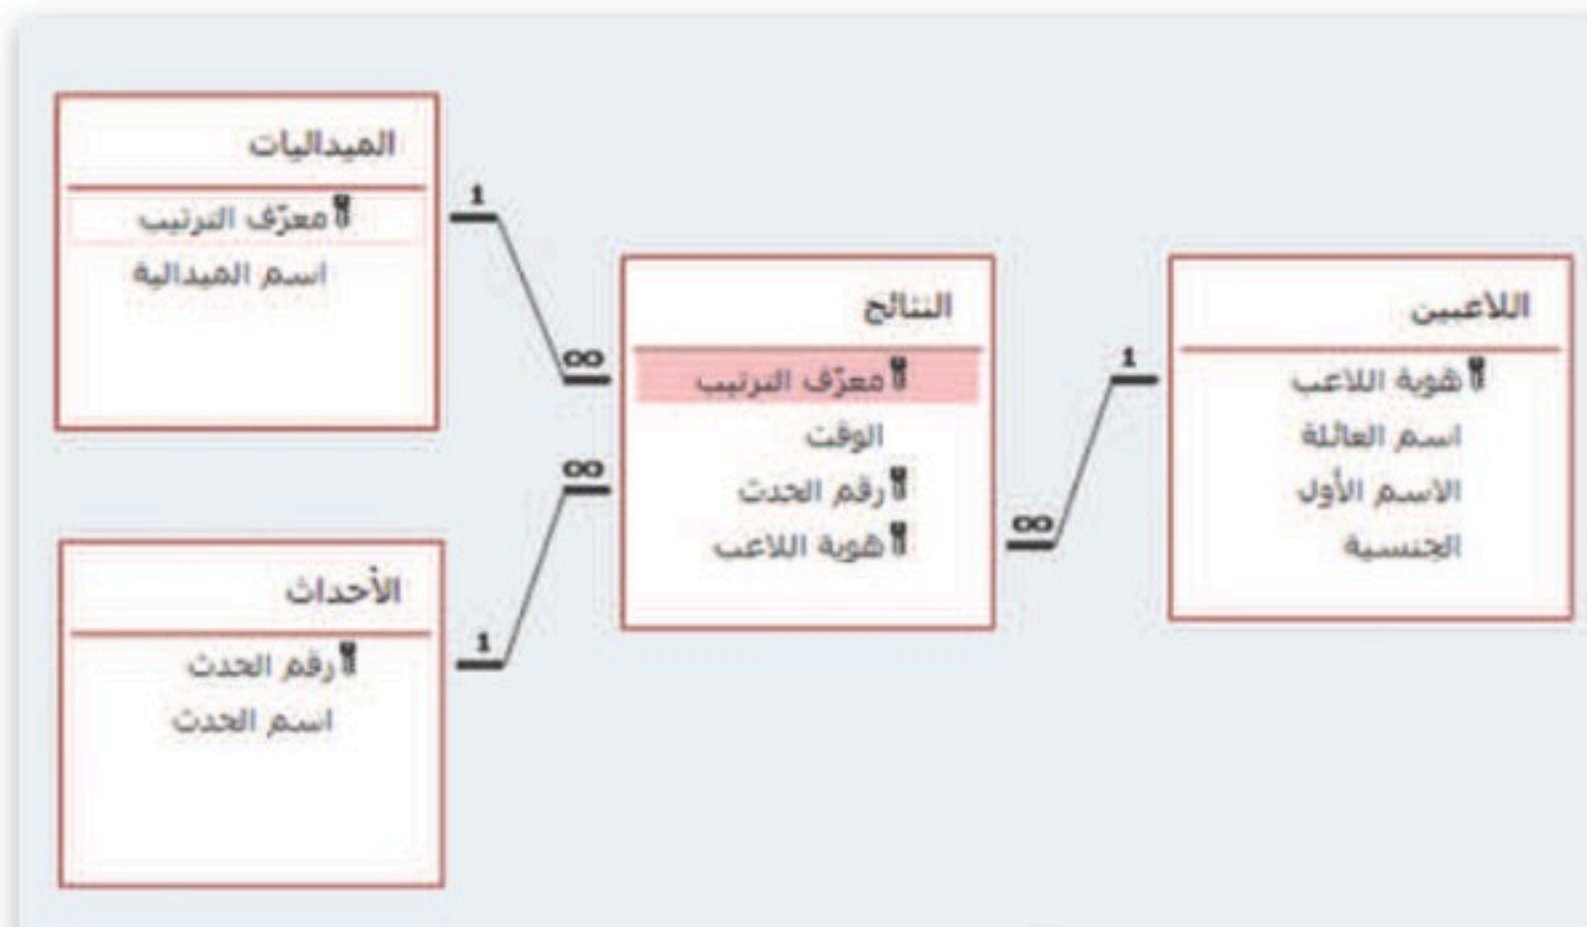 الميداليات
معرّف الترتيب
اسم الميدالية
1
∞
النتائج
معرّف الترتيب
الوقت
رقم الحدث
هوية اللاعب
∞
∞
1
اللاعبين
هوية اللاعب
اسم العائلة
الاسم الأول
الجنسية
1
الأحداث
رقم الحدث
اسم الحدث